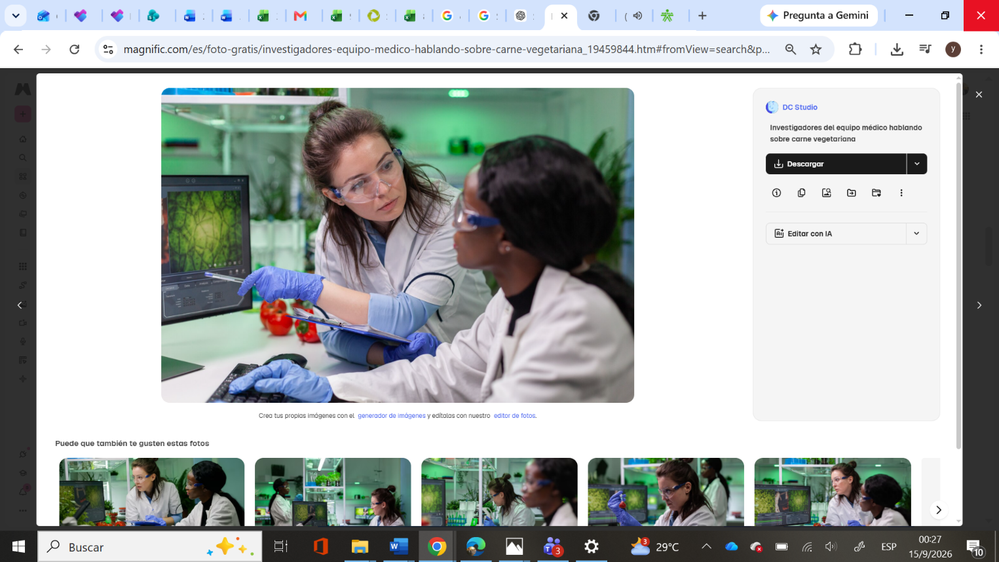 Pregunta a Gemini
magnific.com/es/foto-gratis/investigadores-equipo-medico-hablando-sobre-carne-vegetariana_19459844.htm#fromView=search&p...
y
DC Studio
Investigadores del equipo médico hablando
sobre carne vegetariana
Descargar
Editar con IA
Crea tus propias imágenes con el generador de imágenes y edítalas con nuestro editor de fotos.
Puede que también te gusten estas fotos
Buscar
3
3
29°C
ESP
00:27
15/9/2026
10